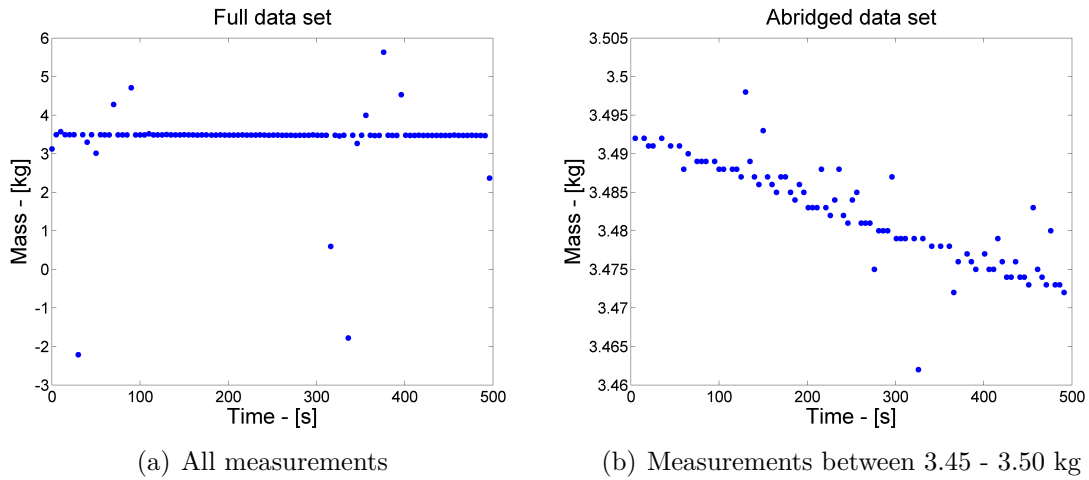 Full data set
6
5
4
3
2
1
0
-1
-2
-3
Mass - [kg]
0 100 200 300 400 500
Time - [s]
(a) All measurements
Abridged data set
3.505
3.5
3.495
3.49
3.485
3.48
3.475
3.47
3.465
3.46
Mass - [kg]
0 100 200 300 400 500
Time - [s]
(b) Measurements between 3.45 - 3.50 kg